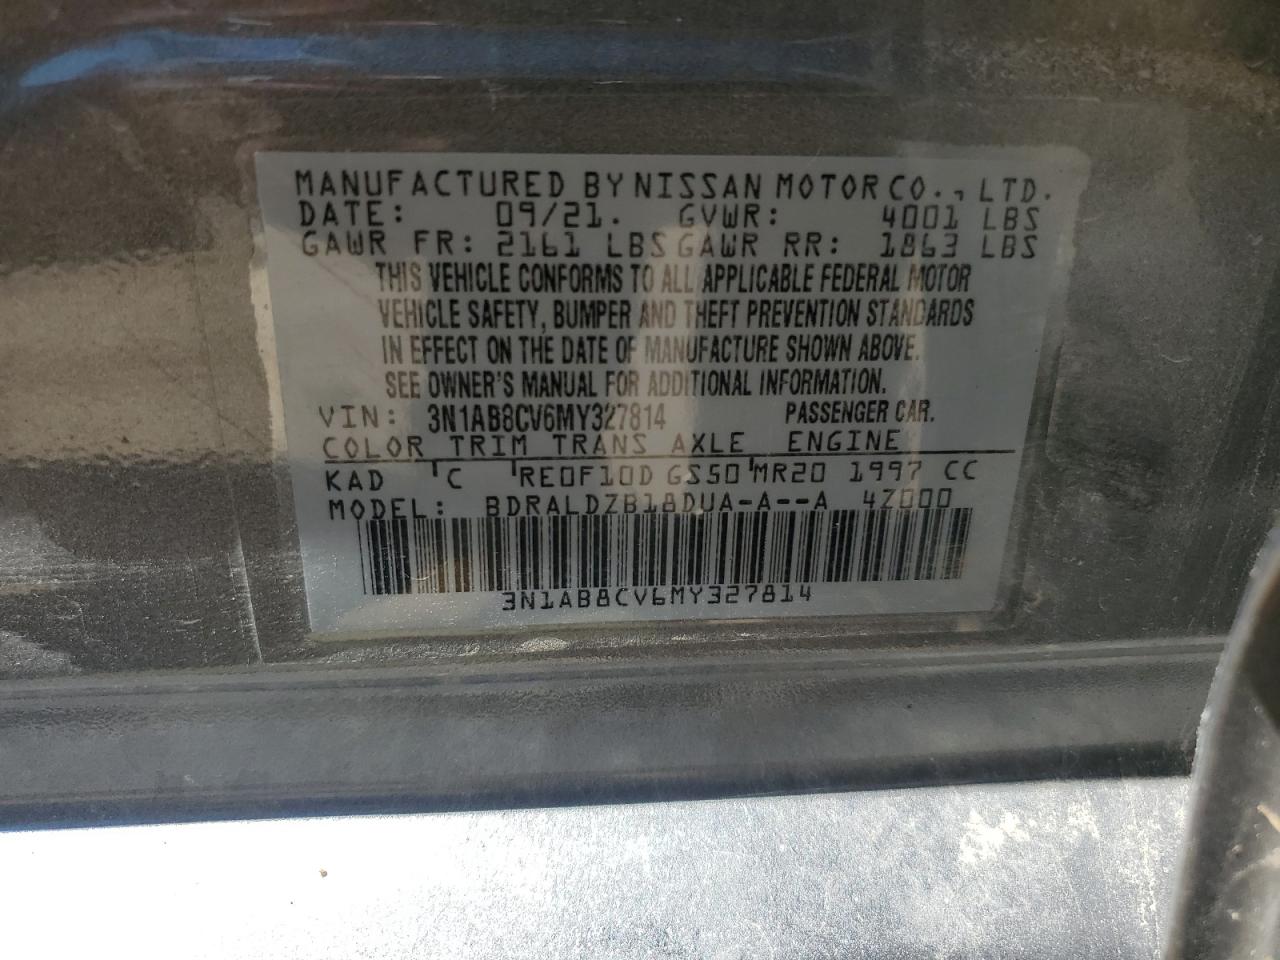 MANUFACTURED BY NISSAN MOTOR CO., LTD.
DATE: 09/21. GVWR: 4001 LBS
GAWR FR: 2161 LBS GAWR RR: 1863 LBS
THIS VEHICLE CONFORMS TO ALL APPLICABLE FEDERAL MOTOR
VEHICLE SAFETY, BUMPER AND THEFT PREVENTION STANDARDS
IN EFFECT ON THE DATE OF MANUFACTURE SHOWN ABOVE.
SEE OWNER'S MANUAL FOR ADDITIONAL INFORMATION.
VIN: 3N1AB8CV6MY327814 PASSENGER CAR.
COLOR TRIM TRANS AXLE ENGINE
KAD C RE0F10D GS50 MR20 1997 CC
MODEL: BDRALDZB18DUA-A--A 4Z000
3N1AB8CV6MY327814